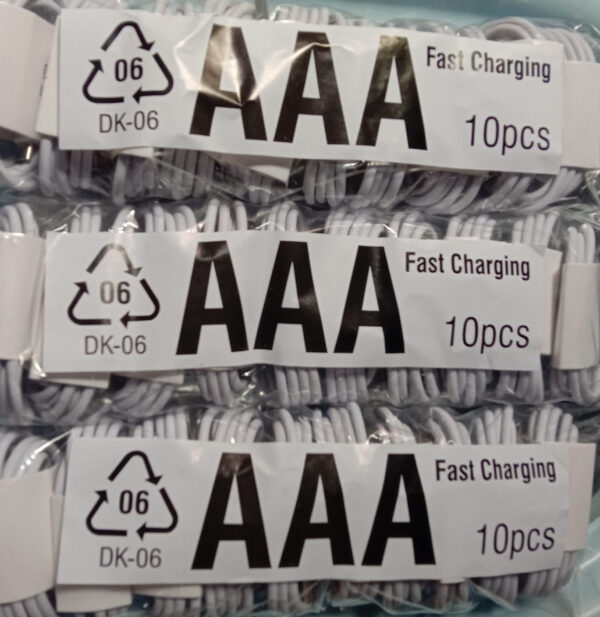 06
DK-06
AAA
Fast Charging
10pcs
06
DK-06
AAA
Fast Charging
10pcs
06
DK-06
AAA
Fast Charging
10pcs